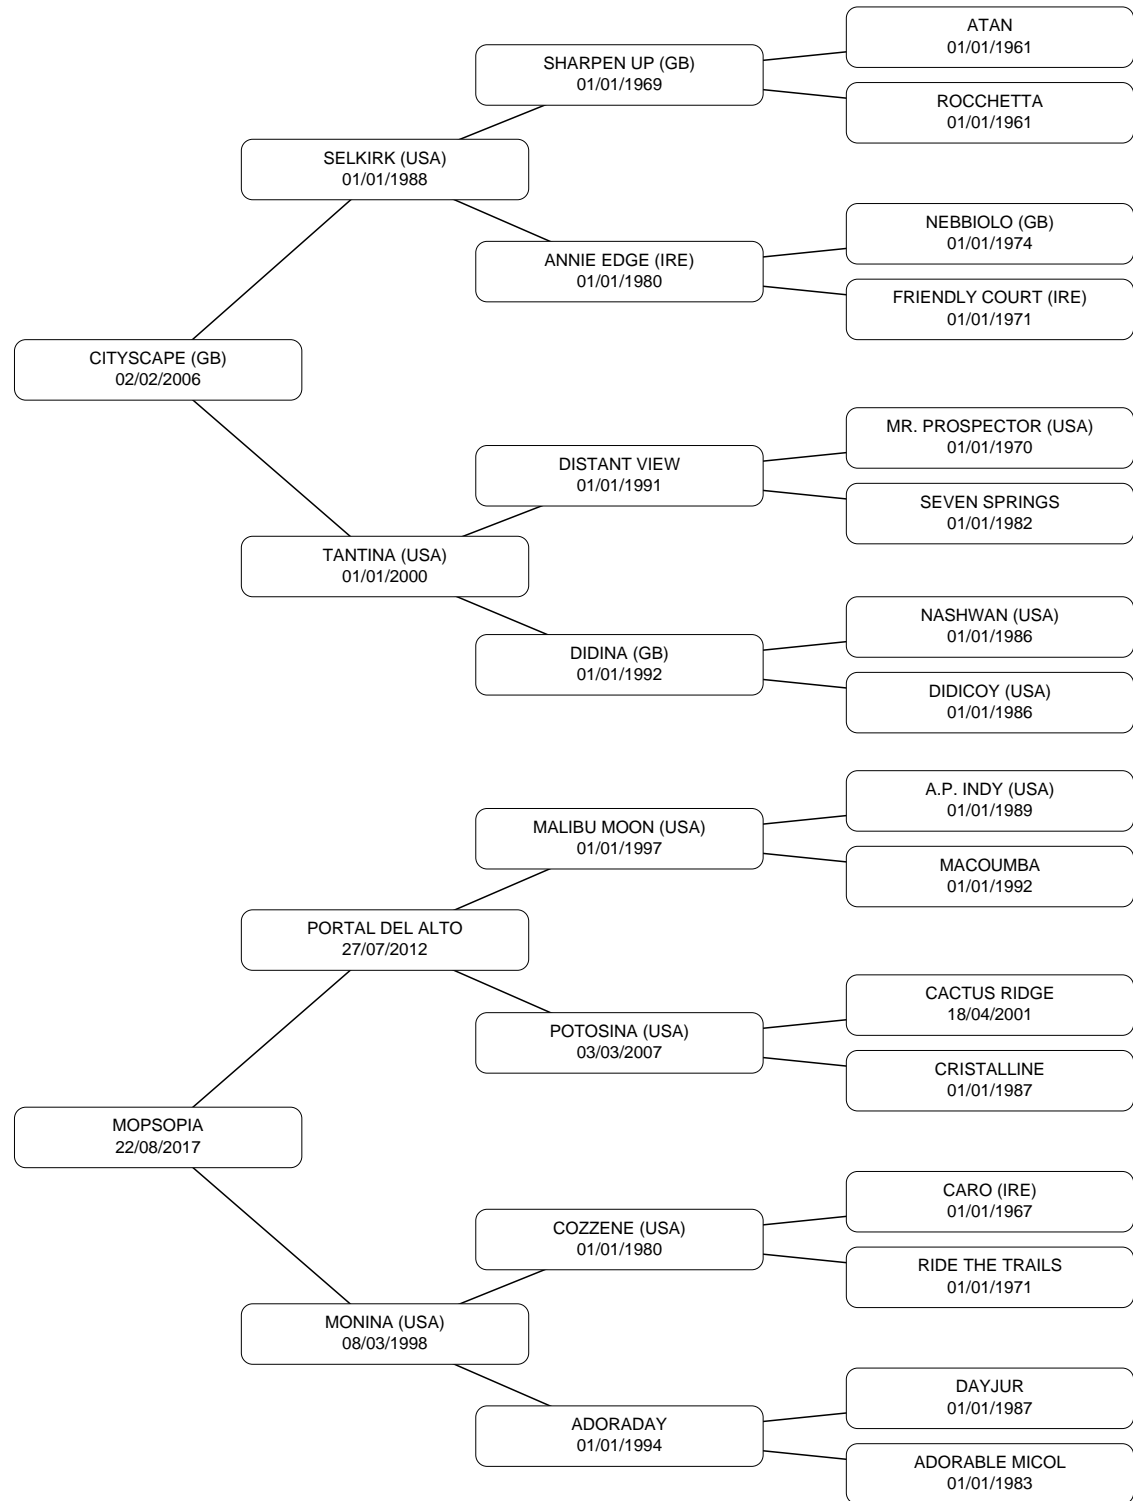 ATAN
01/01/1961
SHARPEN UP (GB)
01/01/1969
ROCCHETTA
01/01/1961
SELKIRK (USA)
01/01/1988
NEBBIOLO (GB)
01/01/1974
ANNIE EDGE (IRE)
01/01/1980
FRIENDLY COURT (IRE)
01/01/1971
CITYSCAPE (GB)
02/02/2006
MR. PROSPECTOR (USA)
01/01/1970
DISTANT VIEW
01/01/1991
SEVEN SPRINGS
01/01/1982
TANTINA (USA)
01/01/2000
NASHWAN (USA)
01/01/1986
DIDINA (GB)
01/01/1992
DIDICOY (USA)
01/01/1986
A.P. INDY (USA)
01/01/1989
MALIBU MOON (USA)
01/01/1997
MACOUMBA
01/01/1992
PORTAL DEL ALTO
27/07/2012
CACTUS RIDGE
18/04/2001
POTOSINA (USA)
03/03/2007
CRISTALLINE
01/01/1987
MOPSOPIA
22/08/2017
CARO (IRE)
01/01/1967
COZZENE (USA)
01/01/1980
RIDE THE TRAILS
01/01/1971
MONINA (USA)
08/03/1998
DAYJUR
01/01/1987
ADORADAY
01/01/1994
ADORABLE MICOL
01/01/1983